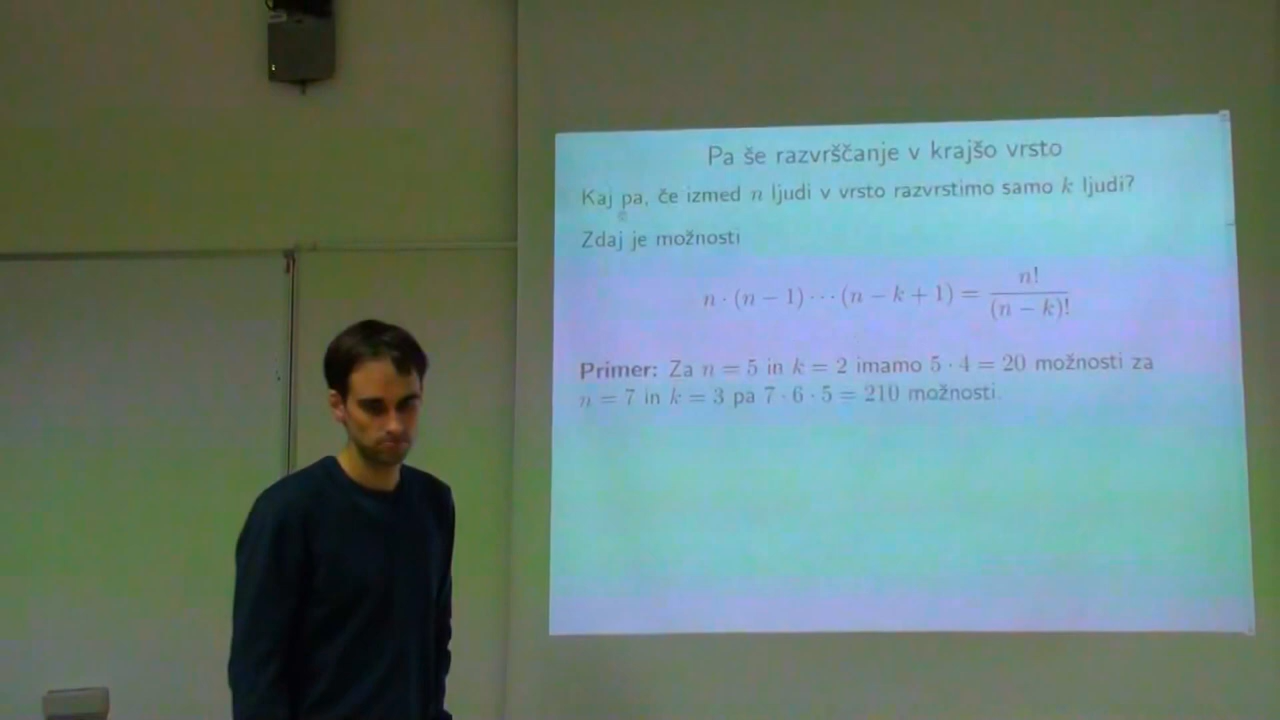 Pa še razvrščanje v krajšo vrsto
Kaj pa, če izmed n ljudi v vrsto razvrstimo samo k ljudi?
Zdaj je možnosti
n · (n − 1) ··· (n − k + 1) = n! / (n − k)!
Primer: Za n = 5 in k = 2 imamo 5 · 4 = 20 možnosti za
n = 7 in k = 3 pa 7 · 6 · 5 = 210 možnosti.